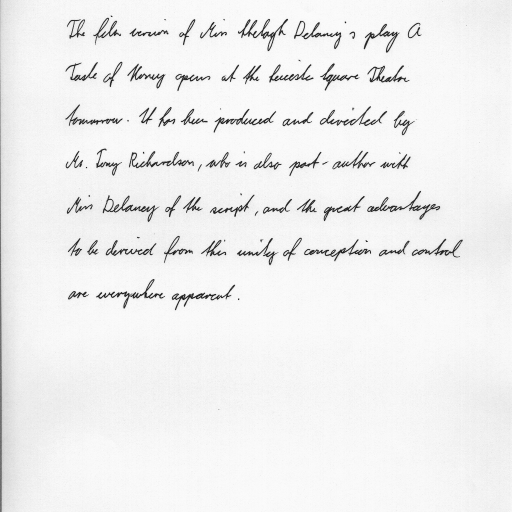 The film version of Miss Shelagh Delaney's play A
Taste of Honey opens at the Leicester Square Theatre
tomorrow. It has been produced and directed by
Mr. Tony Richardson, who is also part-author with
Miss Delaney of the script, and the great advantages
to be derived from this unity of conception and control
are everywhere apparent.